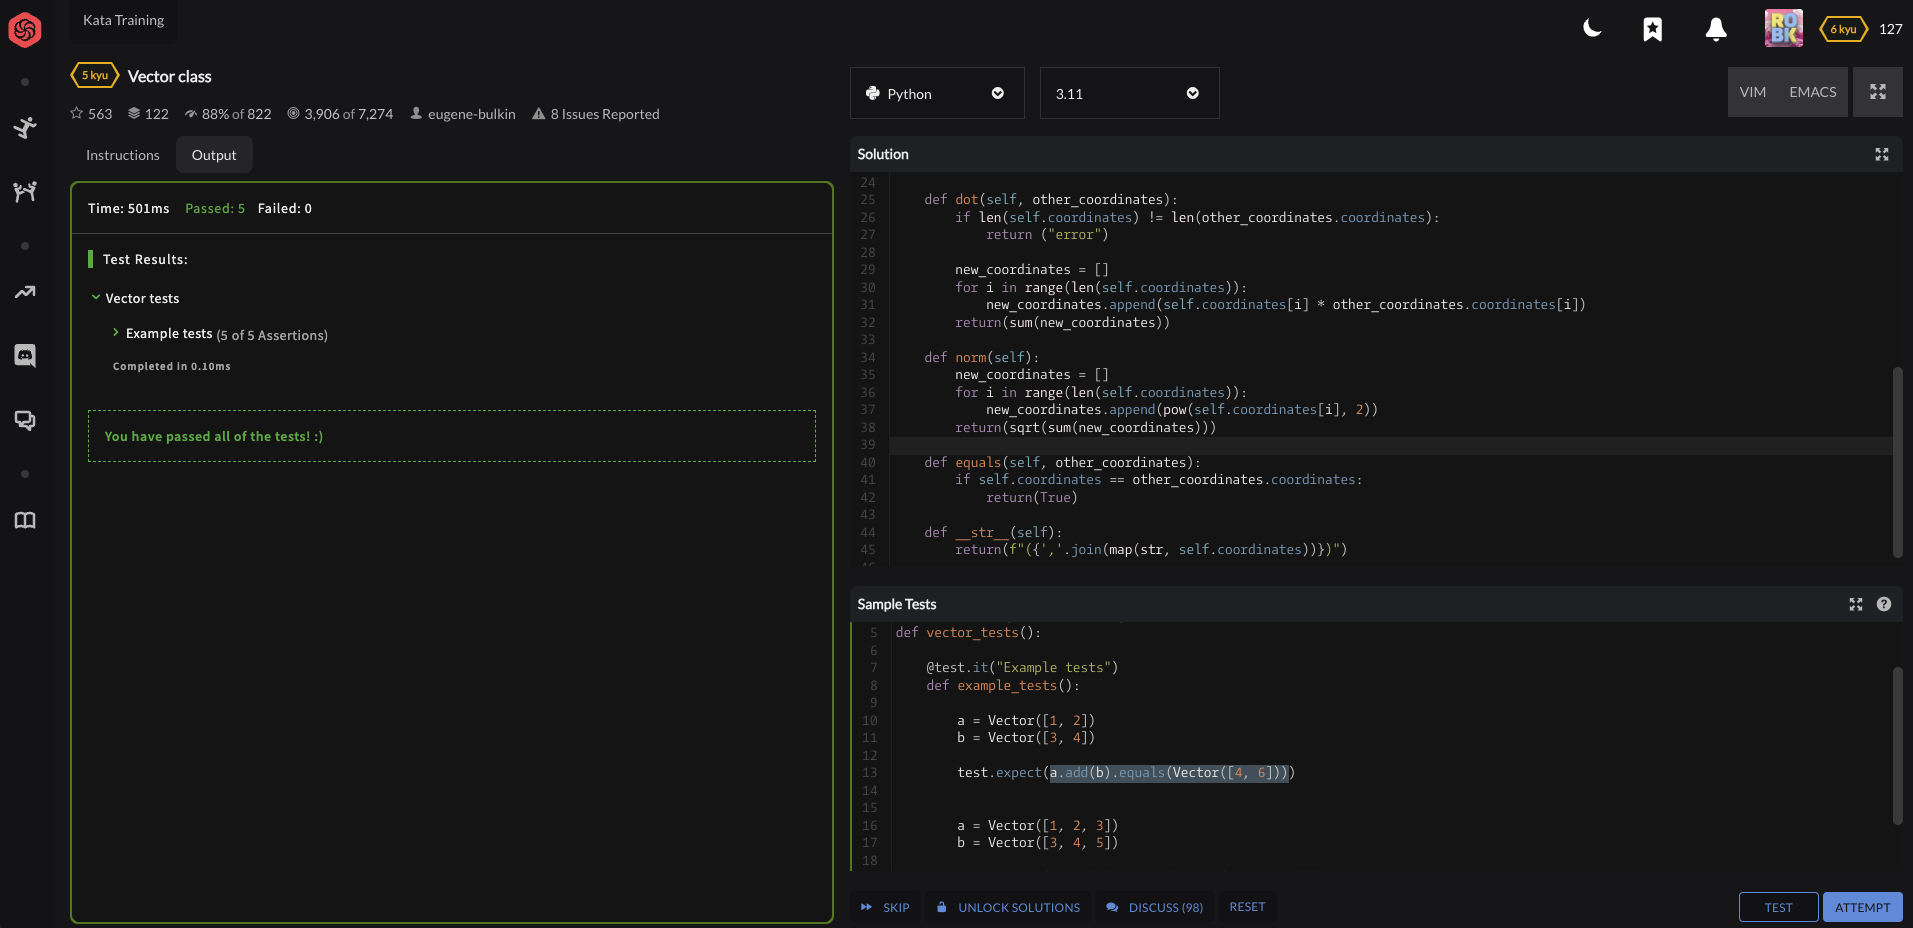 Kata Training
RO
BK
6 kyu
127
5 kyu
Vector class
563
122
88% of 822
3,906 of 7,274
eugene-bulkin
8 Issues Reported
Instructions
Output
Time: 501ms
Passed: 5
Failed: 0
Test Results:
Vector tests
Example tests (5 of 5 Assertions)
Completed in 0.10ms
You have passed all of the tests! :)
Python
3.11
VIM
EMACS
Solution
24
25 def dot(self, other_coordinates):
26 if len(self.coordinates) != len(other_coordinates.coordinates):
27 return ("error")
28
29 new_coordinates = []
30 for i in range(len(self.coordinates)):
31 new_coordinates.append(self.coordinates[i] * other_coordinates.coordinates[i])
32 return(sum(new_coordinates))
33
34 def norm(self):
35 new_coordinates = []
36 for i in range(len(self.coordinates)):
37 new_coordinates.append(pow(self.coordinates[i], 2))
38 return(sqrt(sum(new_coordinates)))
39
40 def equals(self, other_coordinates):
41 if self.coordinates == other_coordinates.coordinates:
42 return(True)
43
44 def __str__(self):
45 return(f"({','.join(map(str, self.coordinates))})")
Sample Tests
5 def vector_tests():
6
7 @test.it("Example tests")
8 def example_tests():
9
10 a = Vector([1, 2])
11 b = Vector([3, 4])
12
13 test.expect(a.add(b).equals(Vector([4, 6])))
14
15
16 a = Vector([1, 2, 3])
17 b = Vector([3, 4, 5])
18
SKIP
UNLOCK SOLUTIONS
DISCUSS (98)
RESET
TEST
ATTEMPT